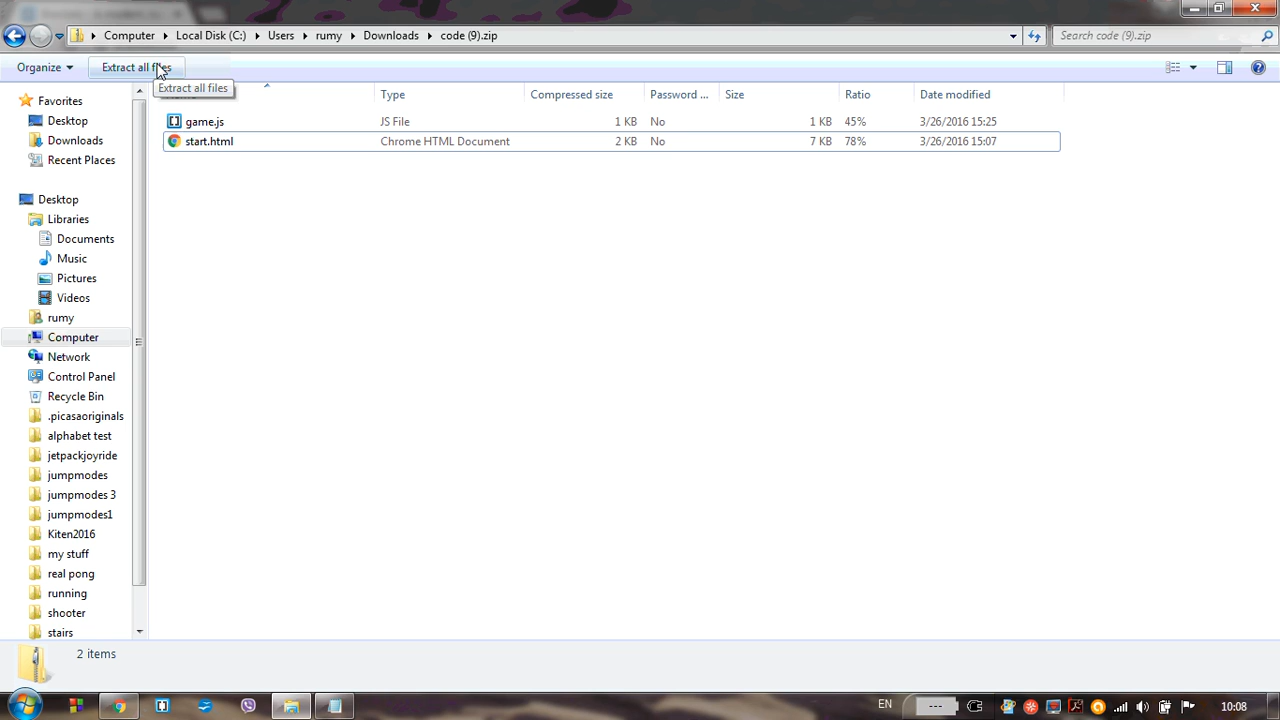 Computer Local Disk (C:) Users rumy Downloads code (9).zip Search code (9).zip
Organize Extract all files
Extract all files
Type Compressed size Password ... Size Ratio Date modified
game.js JS File 1 KB No 1 KB 45% 3/26/2016 15:25
start.html Chrome HTML Document 2 KB No 7 KB 78% 3/26/2016 15:07
Favorites
Desktop
Downloads
Recent Places
Desktop
Libraries
Documents
Music
Pictures
Videos
rumy
Computer
Network
Control Panel
Recycle Bin
.picasaoriginals
alphabet test
jetpackjoyride
jumpmodes
jumpmodes 3
jumpmodes1
Kiten2016
my stuff
real pong
running
shooter
stairs
2 items
EN 10:08